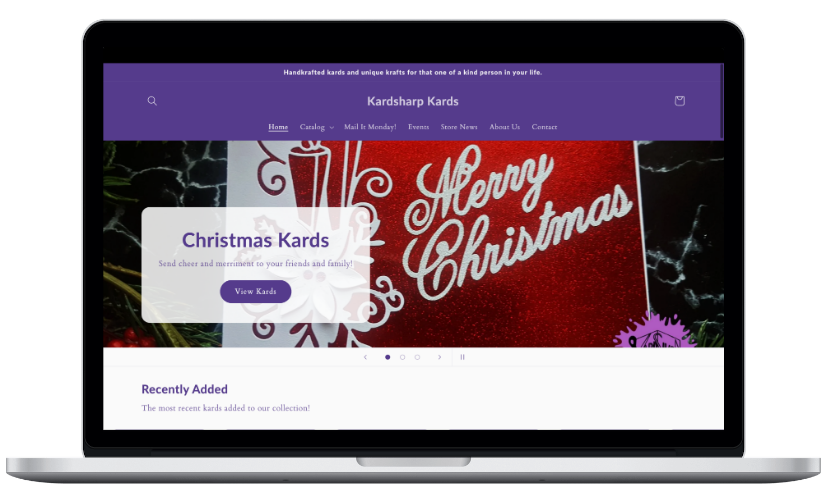 Handkrafted kards and unique krafts for that one of a kind person in your life.
Kardsharp Kards
Home Catalog Mail It Monday! Events Store News About Us Contact
Merry
Christmas
Christmas Kards
Send cheer and merriment to your friends and family!
View Kards
Recently Added
The most recent kards added to our collection!